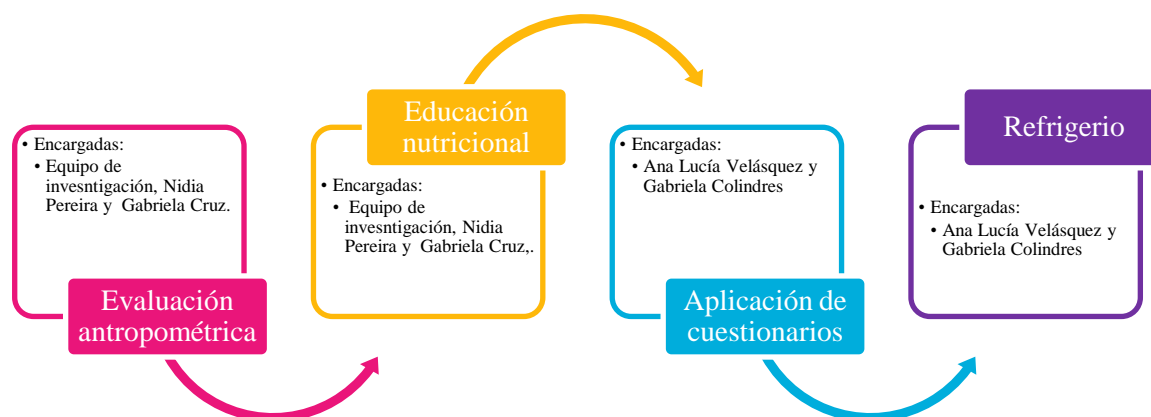 • Encargadas:
• Equipo de
invesntigación, Nidia
Pereira y Gabriela Cruz.
Evaluación
antropométrica
Educación
nutricional
• Encargadas:
• Equipo de
invesntigación, Nidia
Pereira y Gabriela Cruz,.
• Encargadas:
• Ana Lucía Velásquez y
Gabriela Colindres
Aplicación de
cuestionarios
Refrigerio
• Encargadas:
• Ana Lucía Velásquez y
Gabriela Colindres